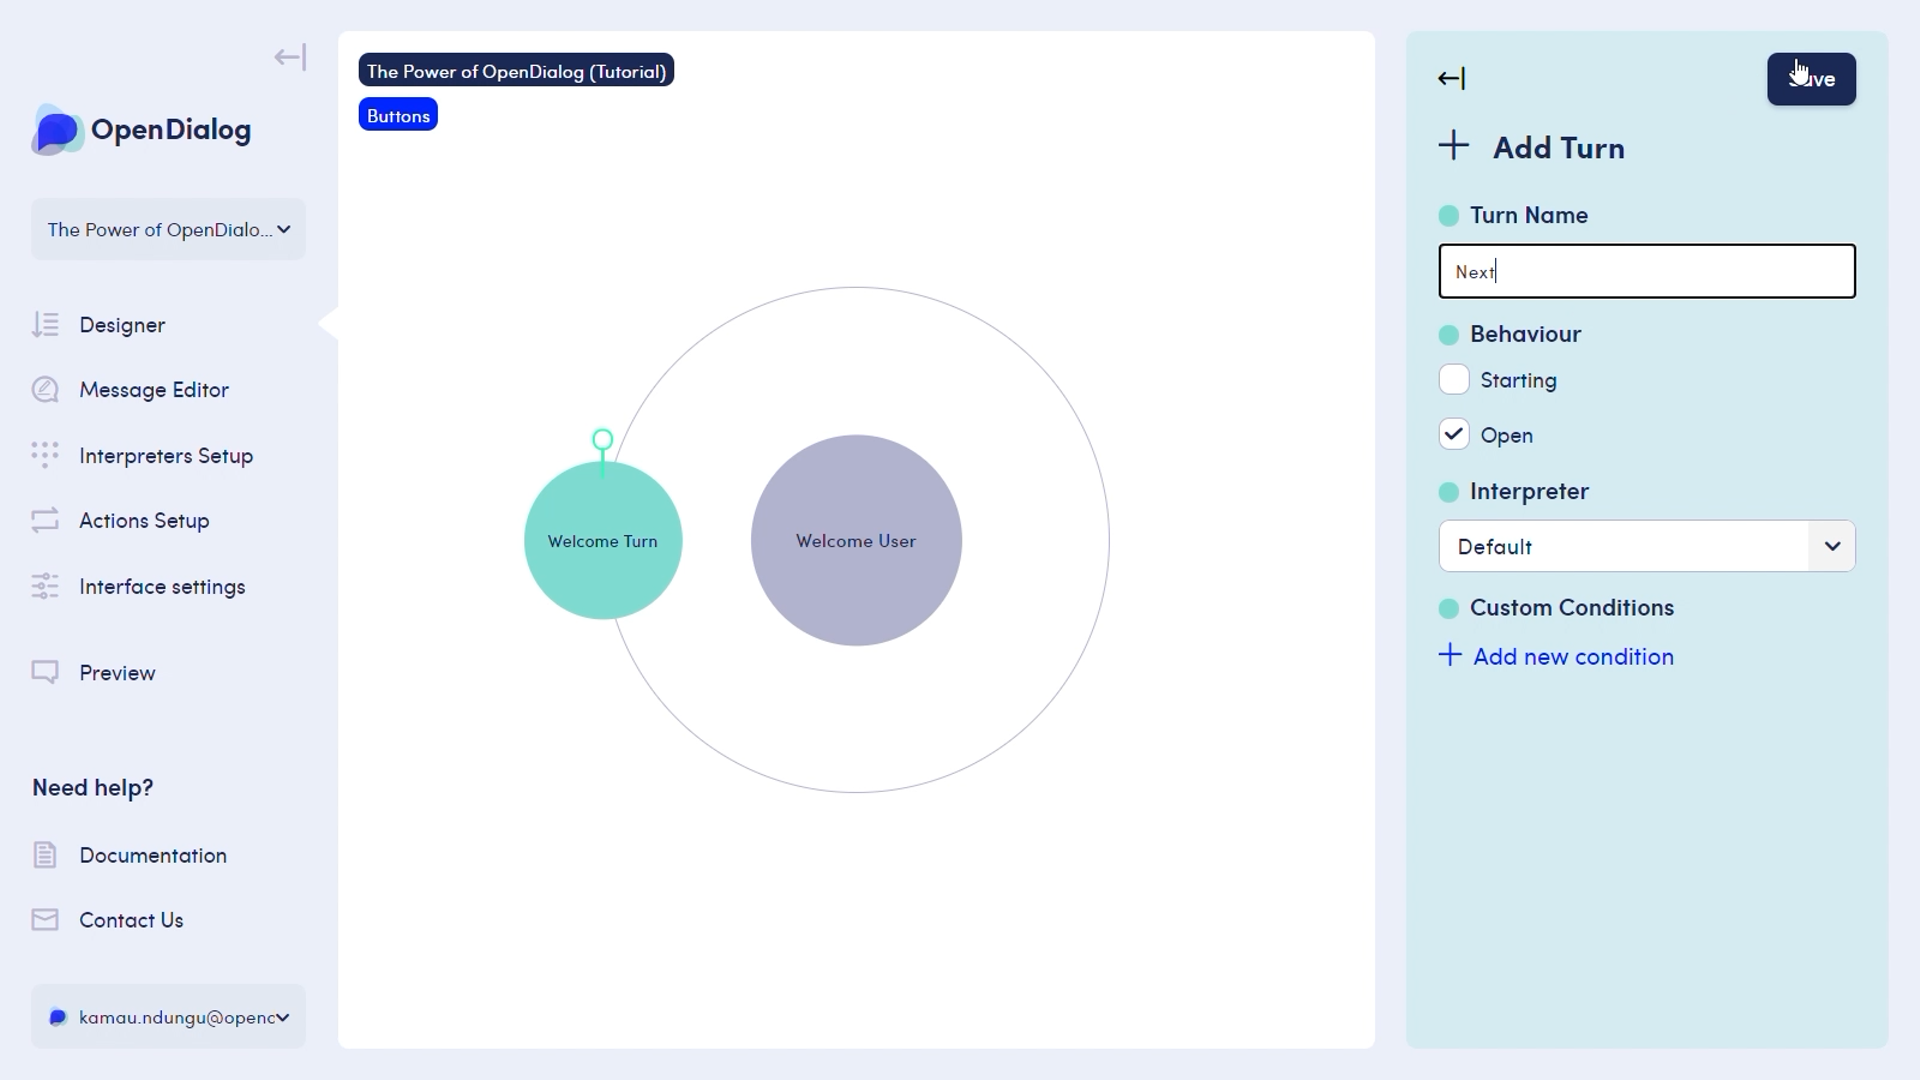 OpenDialog
The Power of OpenDialo...
Designer
Message Editor
Interpreters Setup
Actions Setup
Interface settings
Preview
Need help?
Documentation
Contact Us
kamau.ndungu@openc
The Power of OpenDialog (Tutorial)
Buttons
Welcome Turn
Welcome User
Add Turn
Turn Name
Next
Behaviour
Starting
Open
Interpreter
Default
Custom Conditions
Add new condition